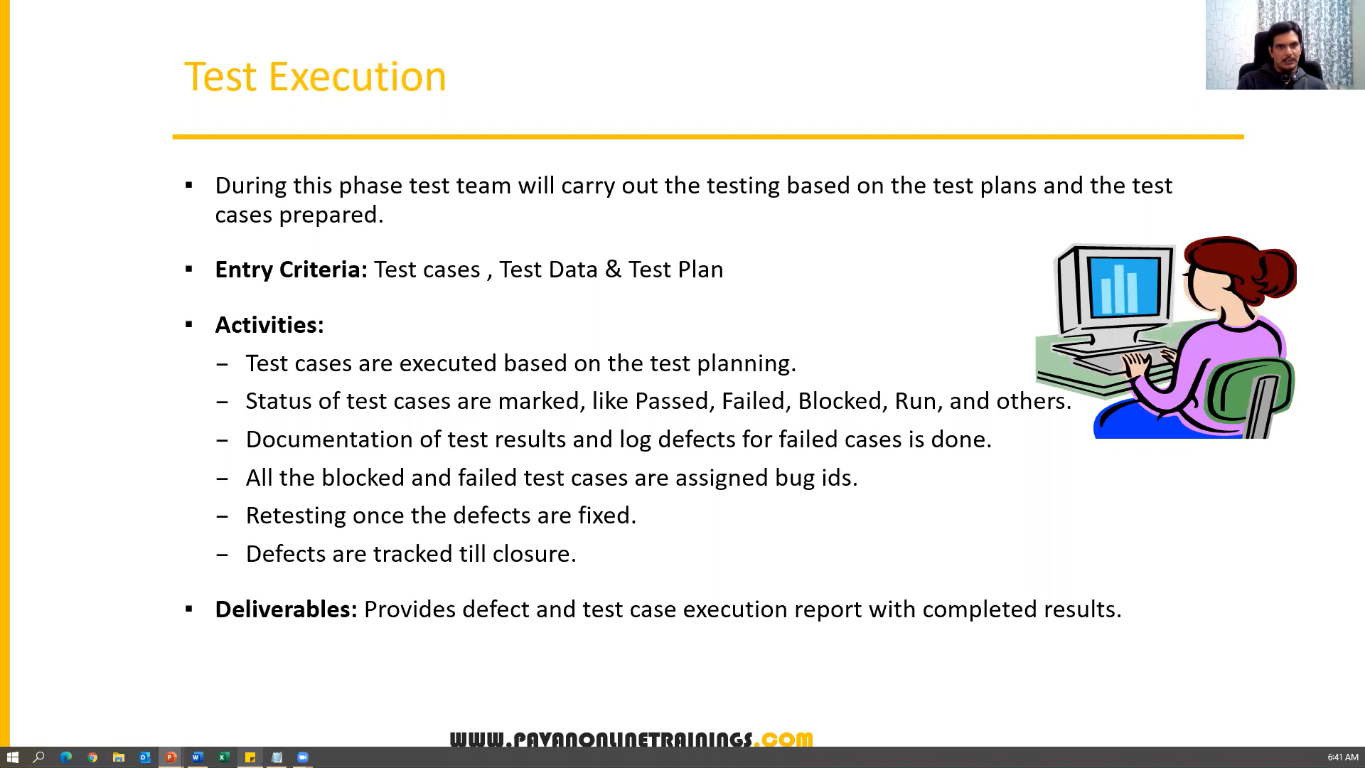 Test Execution
▪ During this phase test team will carry out the testing based on the test plans and the test
cases prepared.
▪ Entry Criteria: Test cases , Test Data & Test Plan
▪ Activities:
– Test cases are executed based on the test planning.
– Status of test cases are marked, like Passed, Failed, Blocked, Run, and others.
– Documentation of test results and log defects for failed cases is done.
– All the blocked and failed test cases are assigned bug ids.
– Retesting once the defects are fixed.
– Defects are tracked till closure.
▪ Deliverables: Provides defect and test case execution report with completed results.
WWW.PAVANONLINETRAININGS.COM
6:41 AM